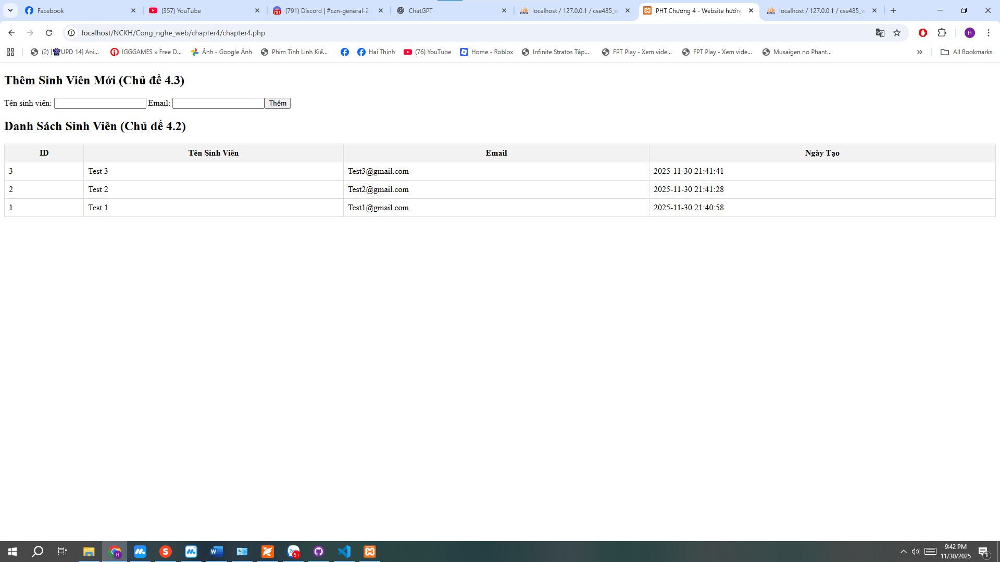 Facebook
(357) YouTube
(791) Discord | #czn-general-2
ChatGPT
localhost / 127.0.0.1 / cse485_w
PHT Chương 4 - Website hướng
localhost / 127.0.0.1 / cse485_w
localhost/NCKH/Cong_nghe_web/chapter4/chapter4.php
H
(2) [UPD 14] Ani...
IGGGAMES » Free D...
Ảnh - Google Ảnh
Phim Tinh Linh Kiế...
Hai Thinh
(76) YouTube
Home - Roblox
Infinite Stratos Tập...
FPT Play - Xem vide...
FPT Play - Xem vide...
Musaigen no Phant...
All Bookmarks
Thêm Sinh Viên Mới (Chủ đề 4.3)
Tên sinh viên: Email: Thêm
Danh Sách Sinh Viên (Chủ đề 4.2)
ID Tên Sinh Viên Email Ngày Tạo
3 Test 3 Test3@gmail.com 2025-11-30 21:41:41
2 Test 2 Test2@gmail.com 2025-11-30 21:41:28
1 Test 1 Test1@gmail.com 2025-11-30 21:40:58
9:42 PM
11/30/2025